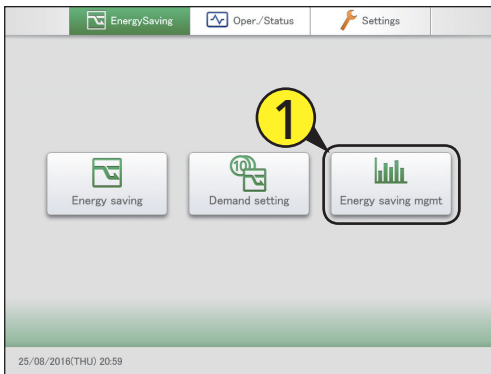 EnergySaving Oper./Status Settings
1
10
Energy saving Demand setting Energy saving mgmt
25/08/2016(THU) 20:59